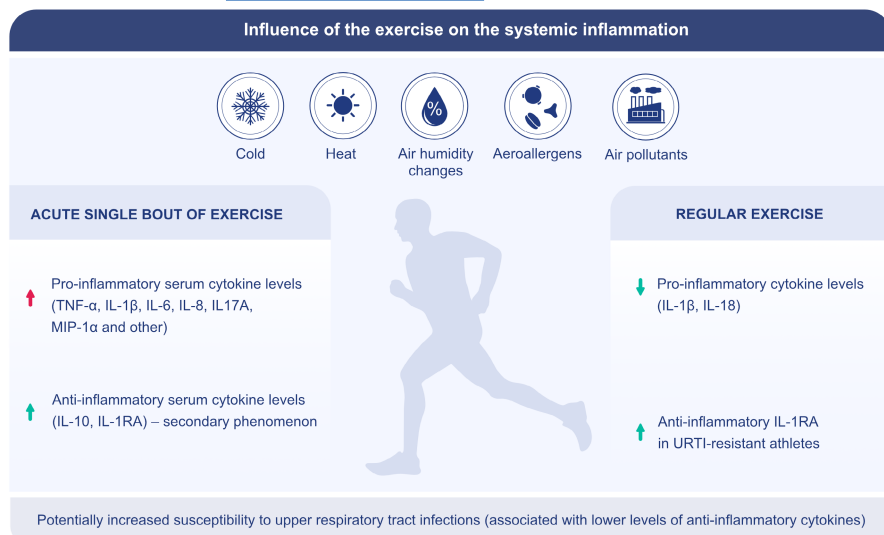 Influence of the exercise on the systemic inflammation
Cold
Heat
%
Air humidity
changes
Aeroallergens
Air pollutants
ACUTE SINGLE BOUT OF EXERCISE
Pro-inflammatory serum cytokine levels
(TNF-α, IL-1β, IL-6, IL-8, IL17A,
MIP-1α and other)
Anti-inflammatory serum cytokine levels
(IL-10, IL-1RA) – secondary phenomenon
REGULAR EXERCISE
Pro-inflammatory cytokine levels
(IL-1β, IL-18)
Anti-inflammatory IL-1RA
in URTI-resistant athletes
Potentially increased susceptibility to upper respiratory tract infections (associated with lower levels of anti-inflammatory cytokines)